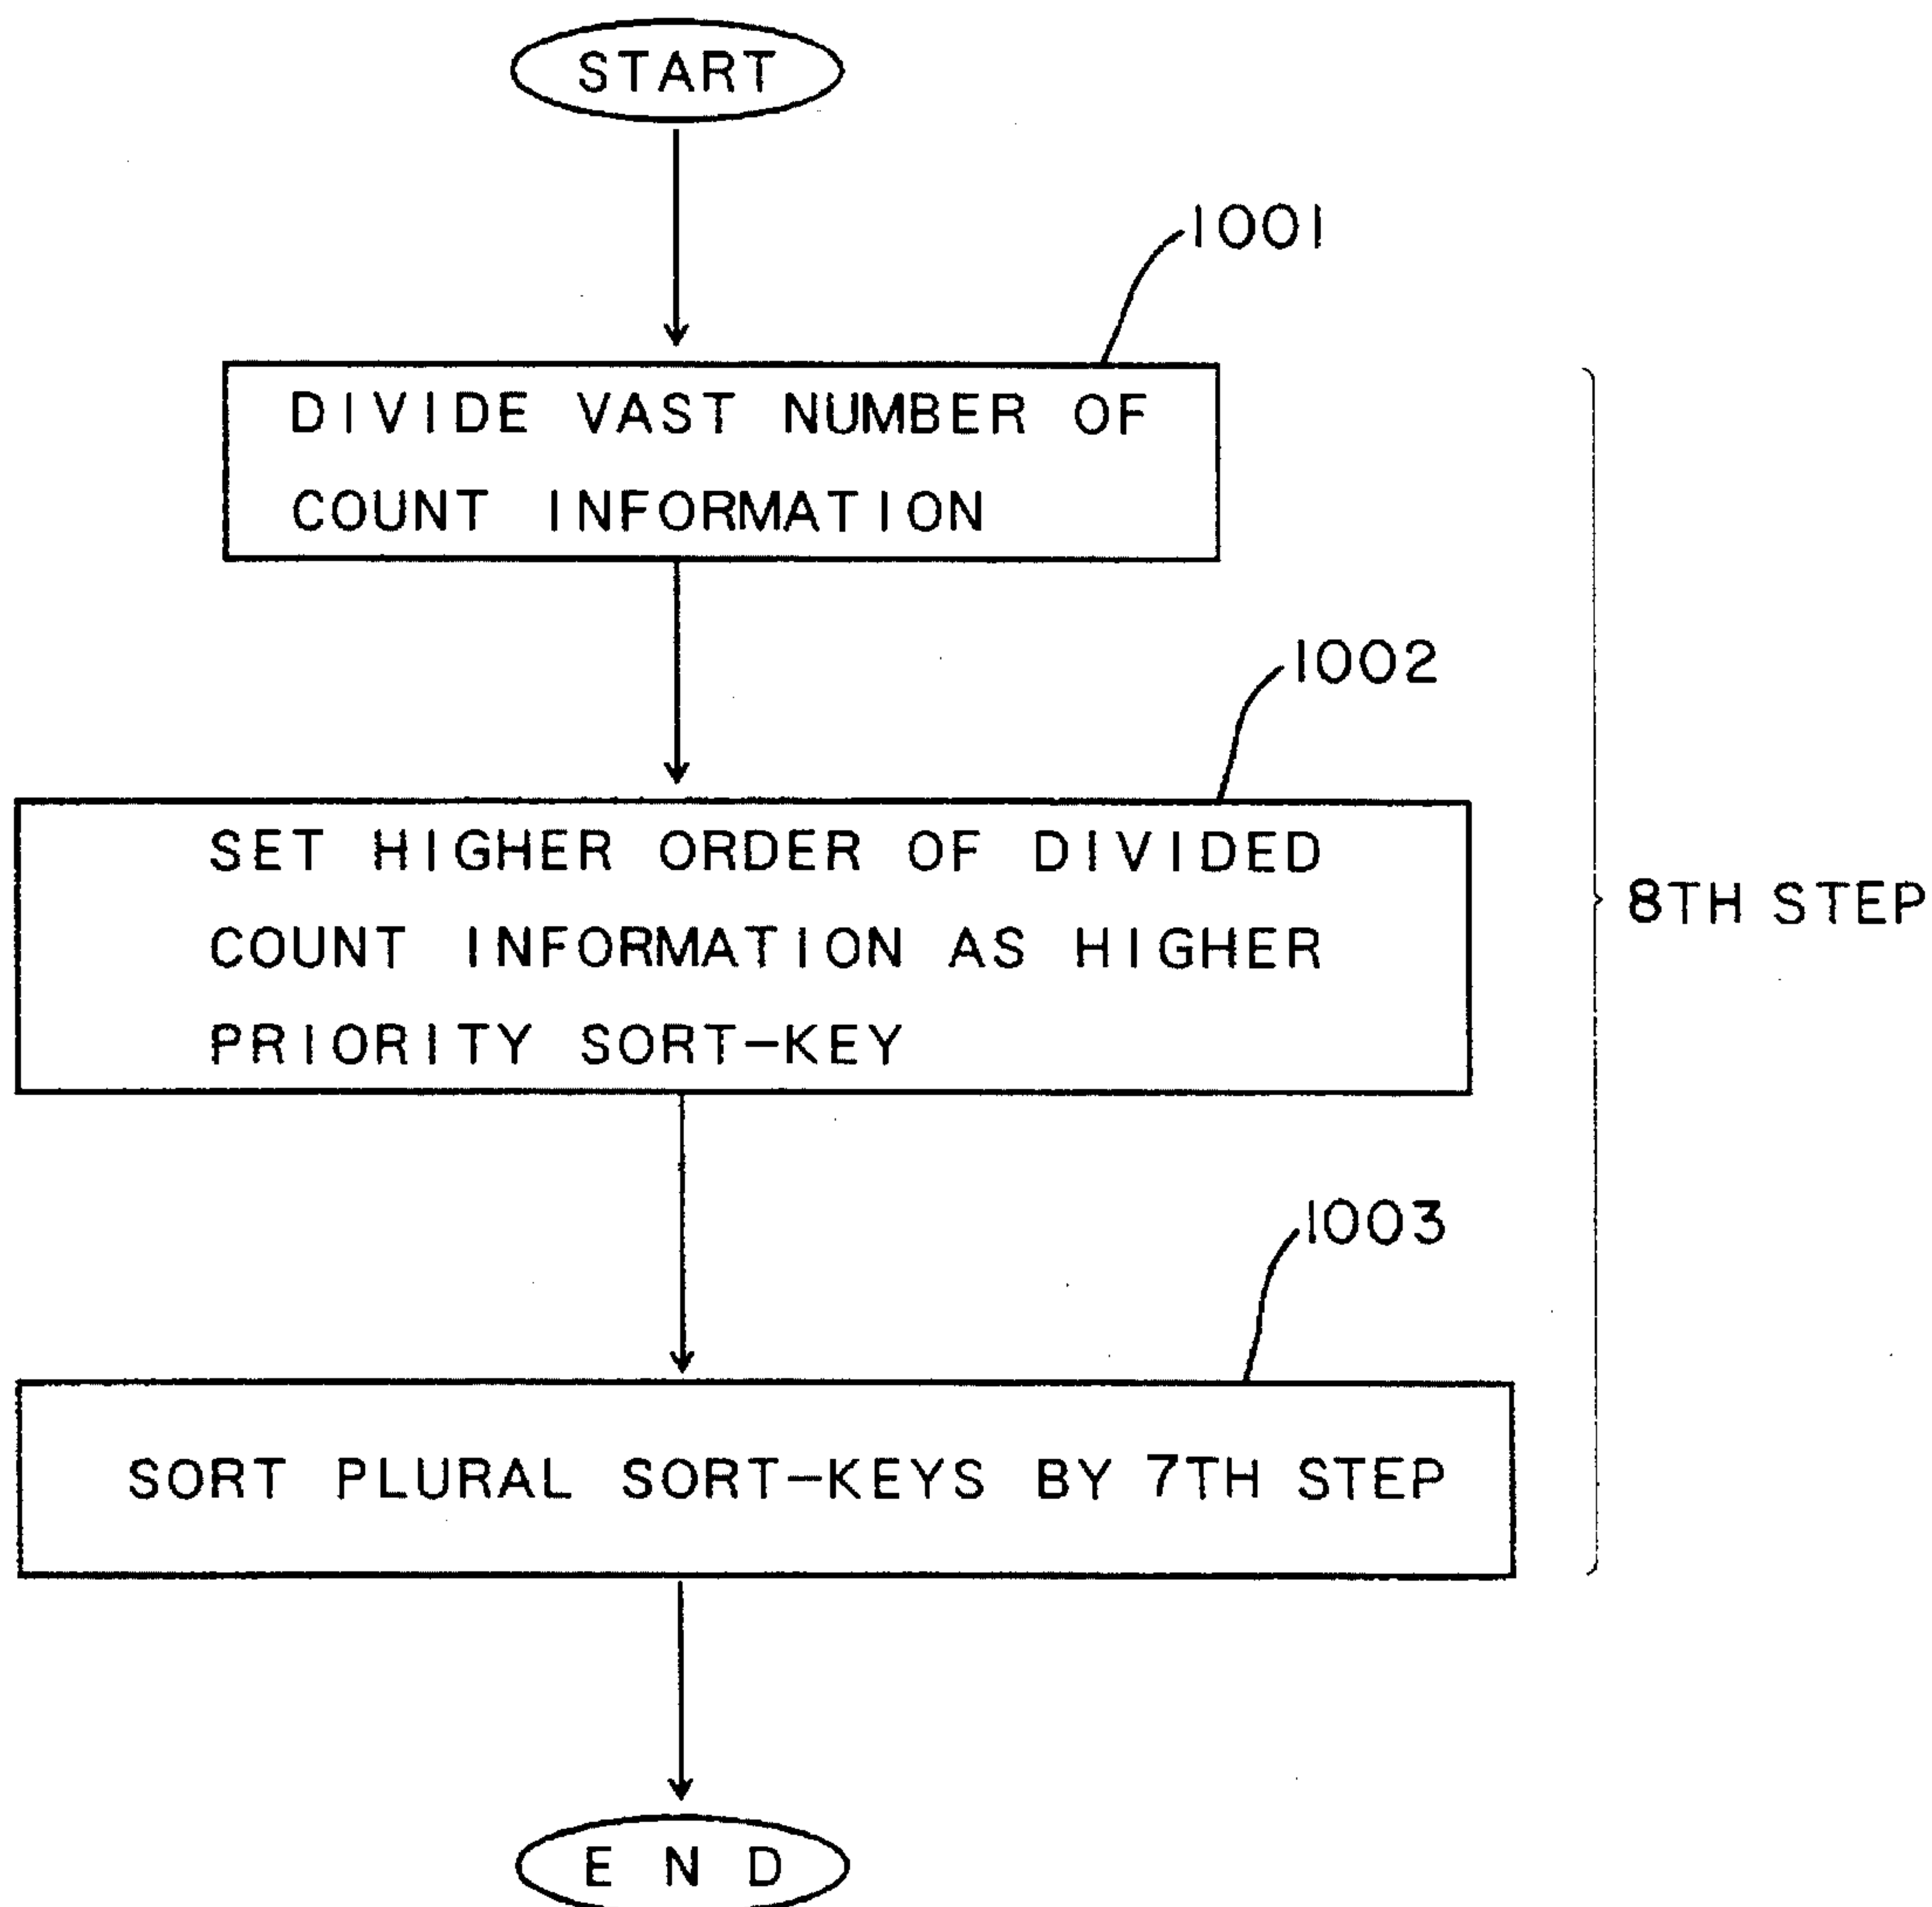 START
1001
DIVIDE VAST NUMBER OF
COUNT INFORMATION
1002
SET HIGHER ORDER OF DIVIDED
COUNT INFORMATION AS HIGHER
PRIORITY SORT-KEY
8TH STEP
1003
SORT PLURAL SORT-KEYS BY 7TH STEP
END